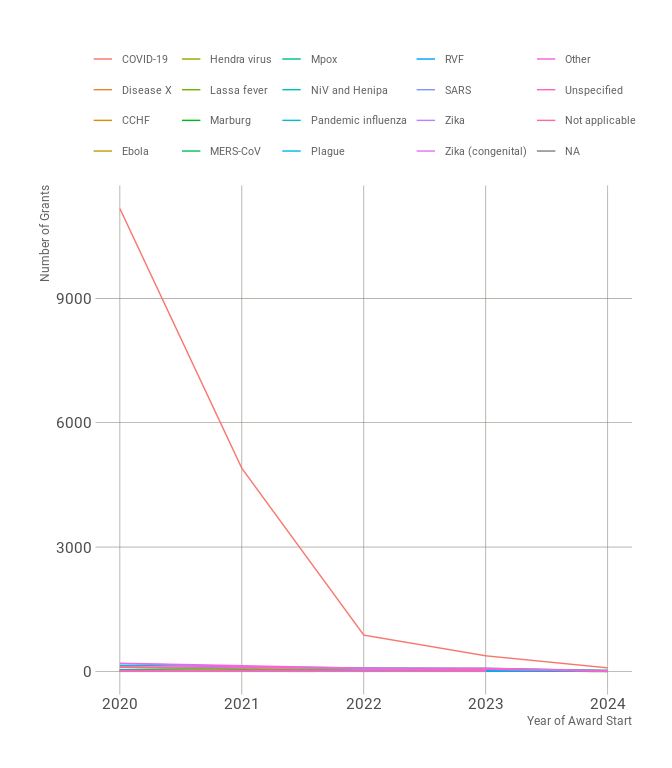 COVID-19 Hendra virus Mpox RVF Other
Disease X Lassa fever NiV and Henipa SARS Unspecified
CCHF Marburg Pandemic influenza Zika Not applicable
Ebola MERS-CoV Plague Zika (congenital) NA
Number of Grants
9000
6000
3000
0
2020 2021 2022 2023 2024
Year of Award Start